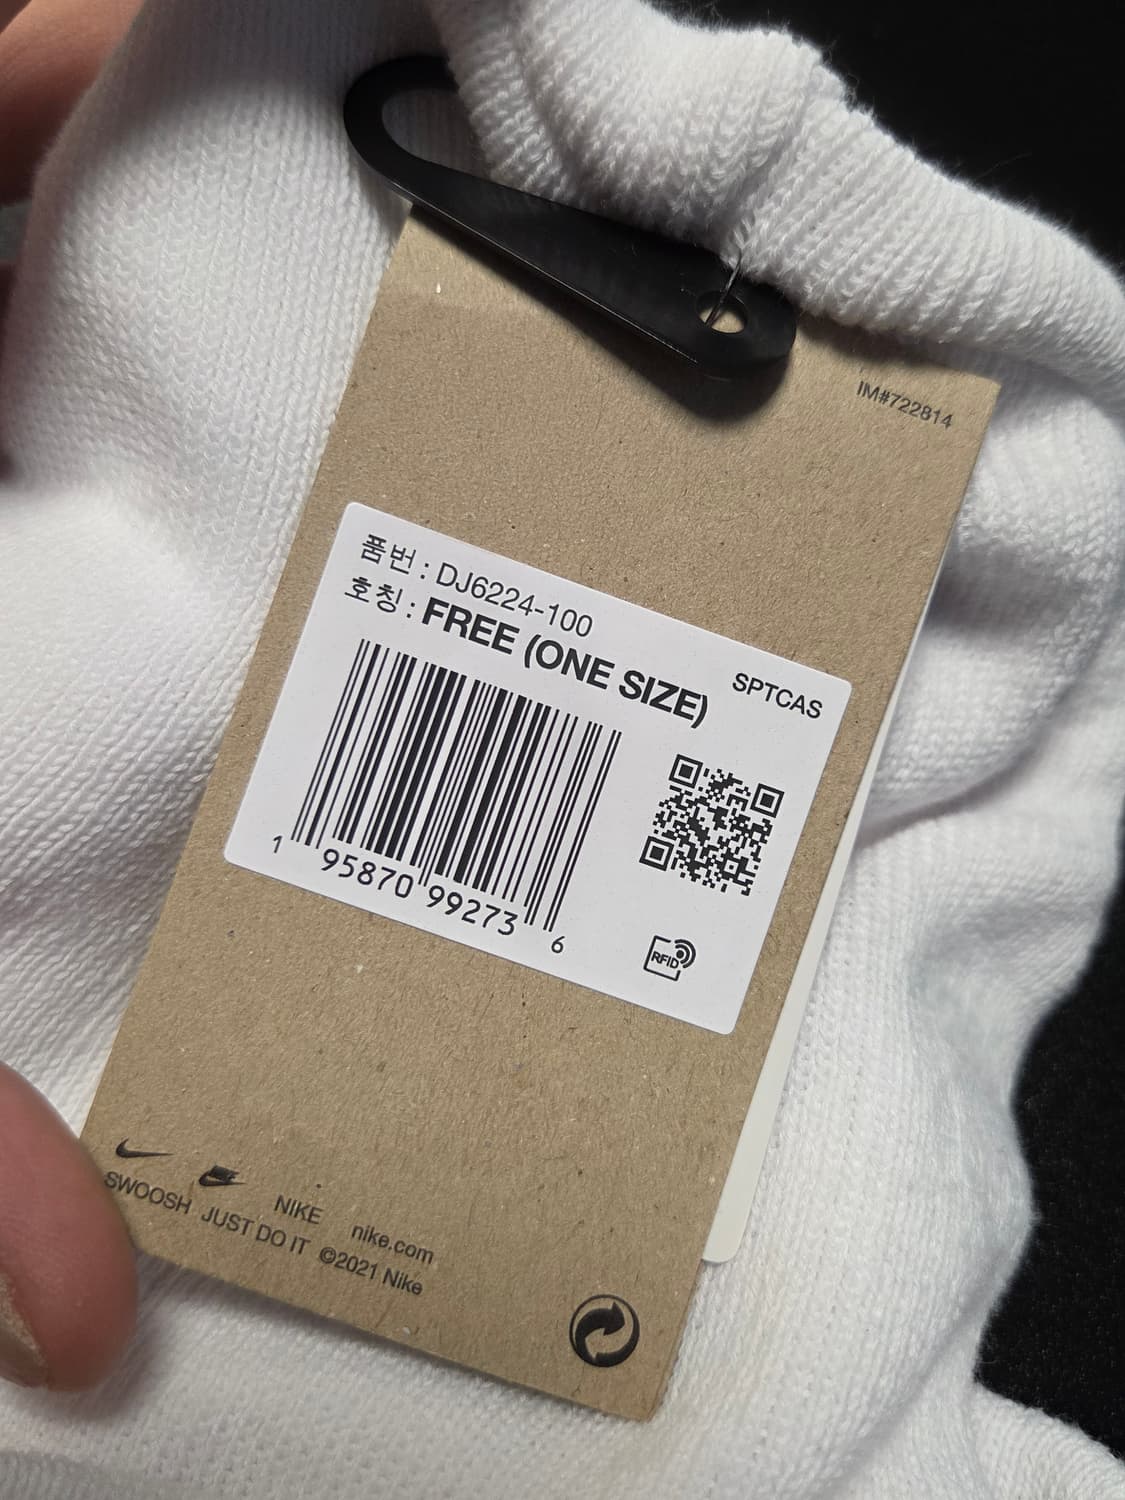 IM#722814
품번 : DJ6224-100
호칭 : FREE (ONE SIZE)
SPTCAS
1 95870 99273 6
RFID
NIKE nike.com
SWOOSH JUST DO IT ©2021 Nike